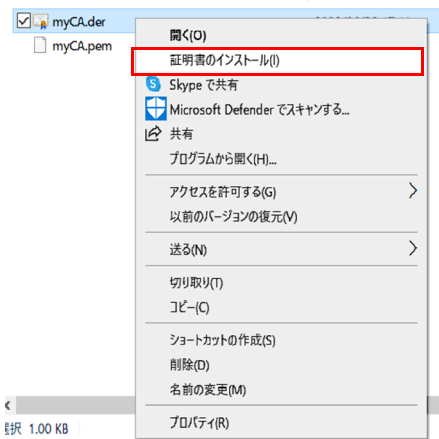 myCA.der
myCA.pem
開く(O)
証明書のインストール(I)
Skype で共有
Microsoft Defender でスキャンする...
共有
プログラムから開く(H)...
アクセスを許可する(G)
以前のバージョンの復元(V)
送る(N)
切り取り(T)
コピー(C)
ショートカットの作成(S)
削除(D)
名前の変更(M)
プロパティ(R)
選択 1.00 KB